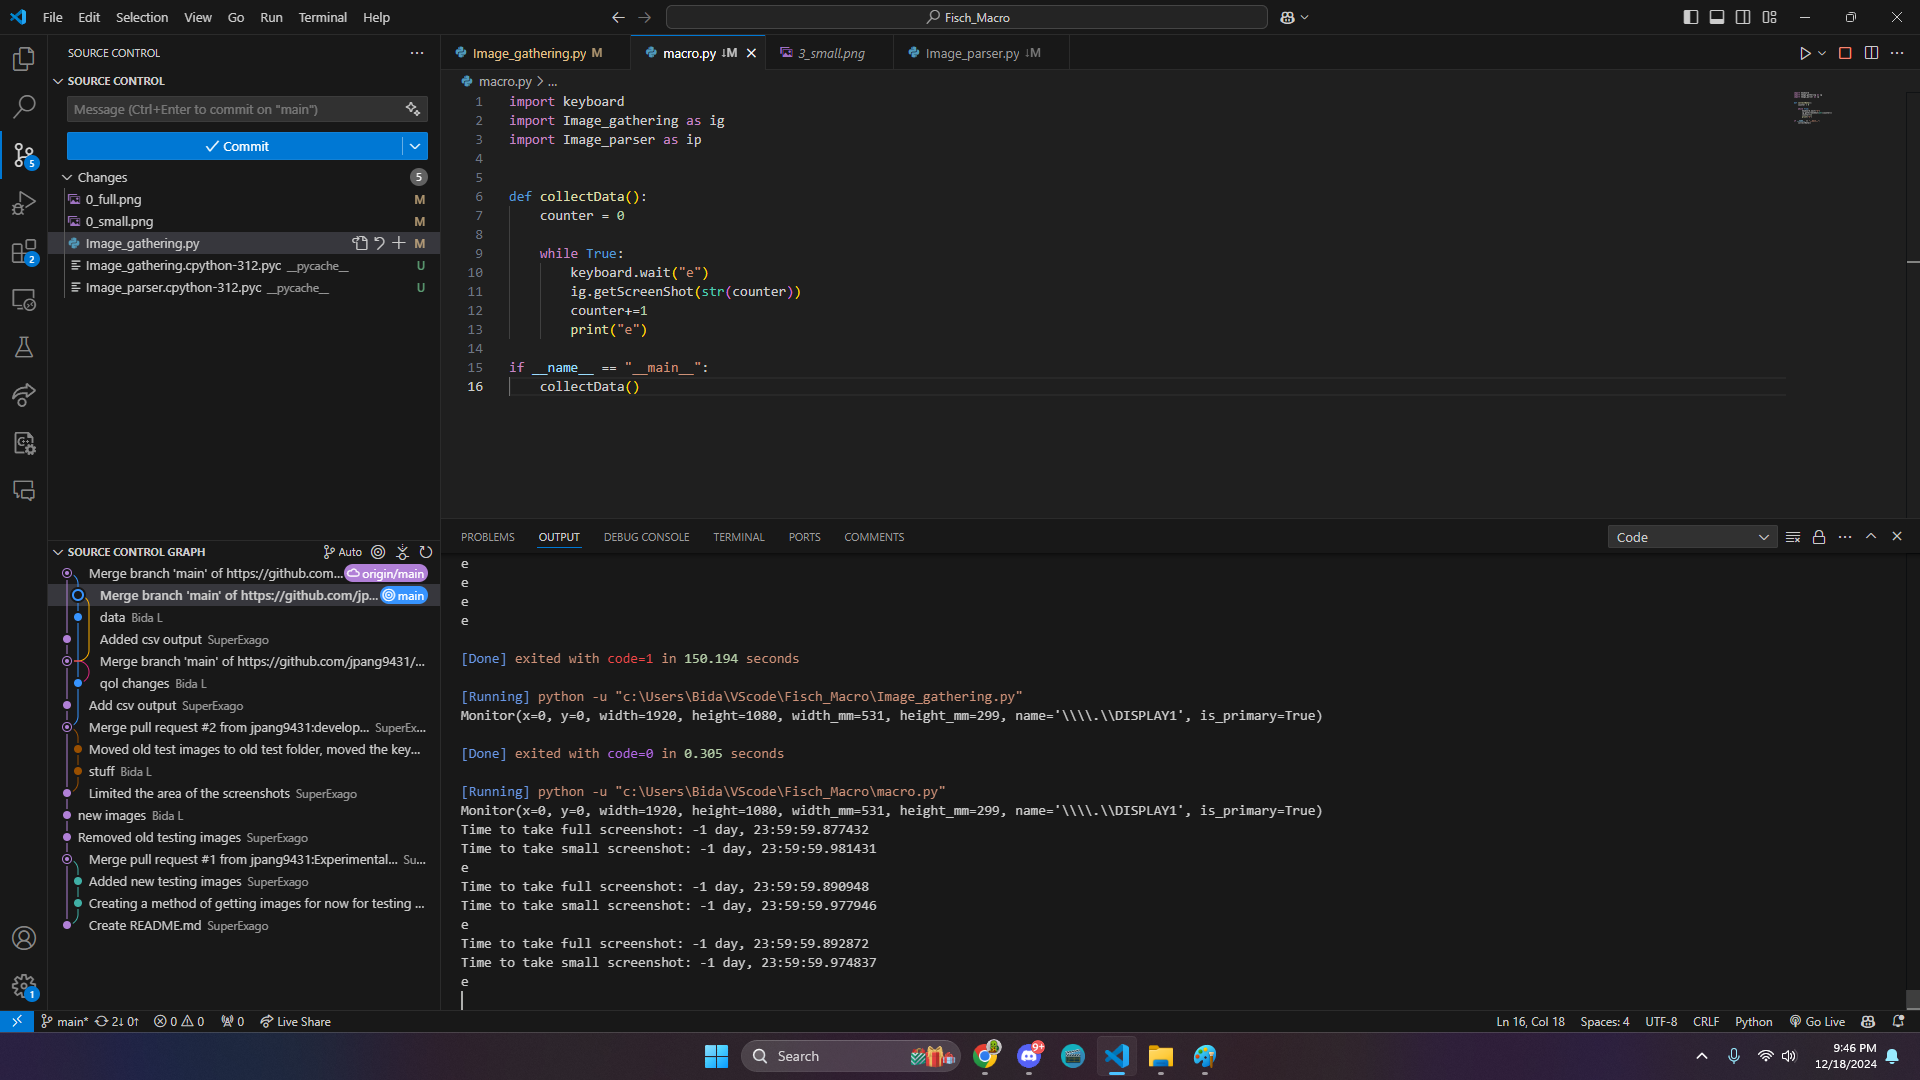 File Edit Selection View Go Run Terminal Help
Fisch_Macro
SOURCE CONTROL
SOURCE CONTROL
Message (Ctrl+Enter to commit on "main")
Commit
Changes 5
0_full.png M
0_small.png M
Image_gathering.py M
Image_gathering.cpython-312.pyc __pycache__ U
Image_parser.cpython-312.pyc __pycache__ U
5
2
1
SOURCE CONTROL GRAPH Auto
Merge branch 'main' of https://github.com... origin/main
Merge branch 'main' of https://github.com/jp... main
data Bida L
Added csv output SuperExago
Merge branch 'main' of https://github.com/jpang9431/...
qol changes Bida L
Add csv output SuperExago
Merge pull request #2 from jpang9431:develop... SuperEx...
Moved old test images to old test folder, moved the key...
stuff Bida L
Limited the area of the screenshots SuperExago
new images Bida L
Removed old testing images SuperExago
Merge pull request #1 from jpang9431:Experimental... Su...
Added new testing images SuperExago
Creating a method of getting images for now for testing ...
Create README.md SuperExago
Image_gathering.py M
macro.py ↓M
3_small.png
Image_parser.py ↓M
macro.py > ...
1 import keyboard
2 import Image_gathering as ig
3 import Image_parser as ip
4
5
6 def collectData():
7 counter = 0
8
9 while True:
10 keyboard.wait("e")
11 ig.getScreenShot(str(counter))
12 counter+=1
13 print("e")
14
15 if __name__ == "__main__":
16 collectData()
PROBLEMS OUTPUT DEBUG CONSOLE TERMINAL PORTS COMMENTS
Code
e
e
e
e
[Done] exited with code=1 in 150.194 seconds
[Running] python -u "c:\Users\Bida\VScode\Fisch_Macro\Image_gathering.py"
Monitor(x=0, y=0, width=1920, height=1080, width_mm=531, height_mm=299, name='\\\\.\\DISPLAY1', is_primary=True)
[Done] exited with code=0 in 0.305 seconds
[Running] python -u "c:\Users\Bida\VScode\Fisch_Macro\macro.py"
Monitor(x=0, y=0, width=1920, height=1080, width_mm=531, height_mm=299, name='\\\\.\\DISPLAY1', is_primary=True)
Time to take full screenshot: -1 day, 23:59:59.877432
Time to take small screenshot: -1 day, 23:59:59.981431
e
Time to take full screenshot: -1 day, 23:59:59.890948
Time to take small screenshot: -1 day, 23:59:59.977946
e
Time to take full screenshot: -1 day, 23:59:59.892872
Time to take small screenshot: -1 day, 23:59:59.974837
e
main* 2↓ 0↑ 0 0 0 Live Share
Ln 16, Col 18 Spaces: 4 UTF-8 CRLF Python Go Live
Search
9+
9:46 PM
12/18/2024